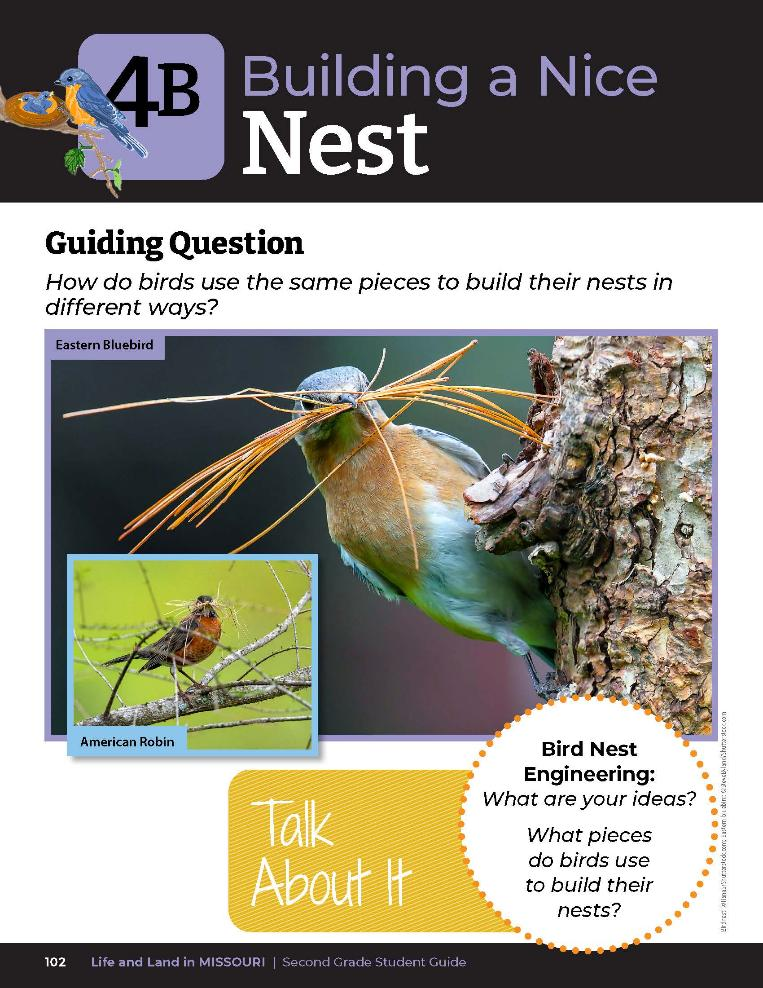 4B
Building a Nice
Nest
Guiding Question
How do birds use the same pieces to build their nests in
different ways?
Eastern Bluebird
American Robin
Bird Nest
Engineering:
What are your ideas?
What pieces
do birds use
to build their
nests?
Talk
About It
102 Life and Land in MISSOURI | Second Grade Student Guide